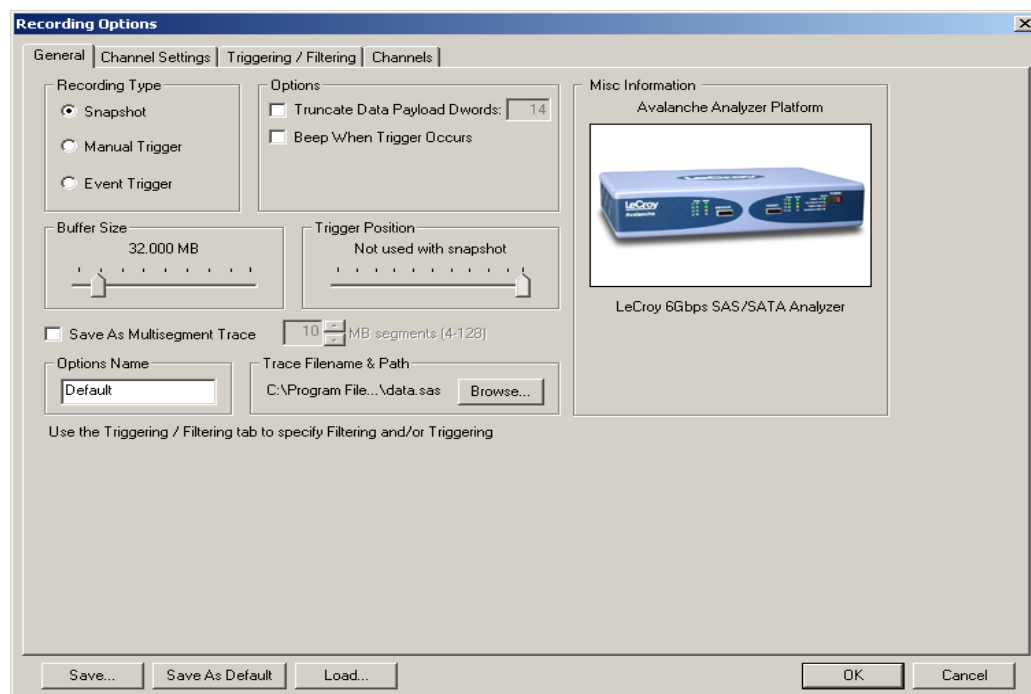 Recording Options
General
Channel Settings
Triggering / Filtering
Channels
Recording Type
Snapshot
Manual Trigger
Event Trigger
Options
Truncate Data Payload Dwords: 14
Beep When Trigger Occurs
Misc Information
Avalanche Analyzer Platform
LeCroy
LeCroy
Avalanche
LeCroy 6Gbps SAS/SATA Analyzer
Buffer Size
32.000 MB
Trigger Position
Not used with snapshot
Save As Multisegment Trace
10 MB segments (4-128)
Options Name
Default
Trace Filename & Path
C:\Program File...\data.sas
Browse...
Use the Triggering / Filtering tab to specify Filtering and/or Triggering
Save...
Save As Default
Load...
OK
Cancel